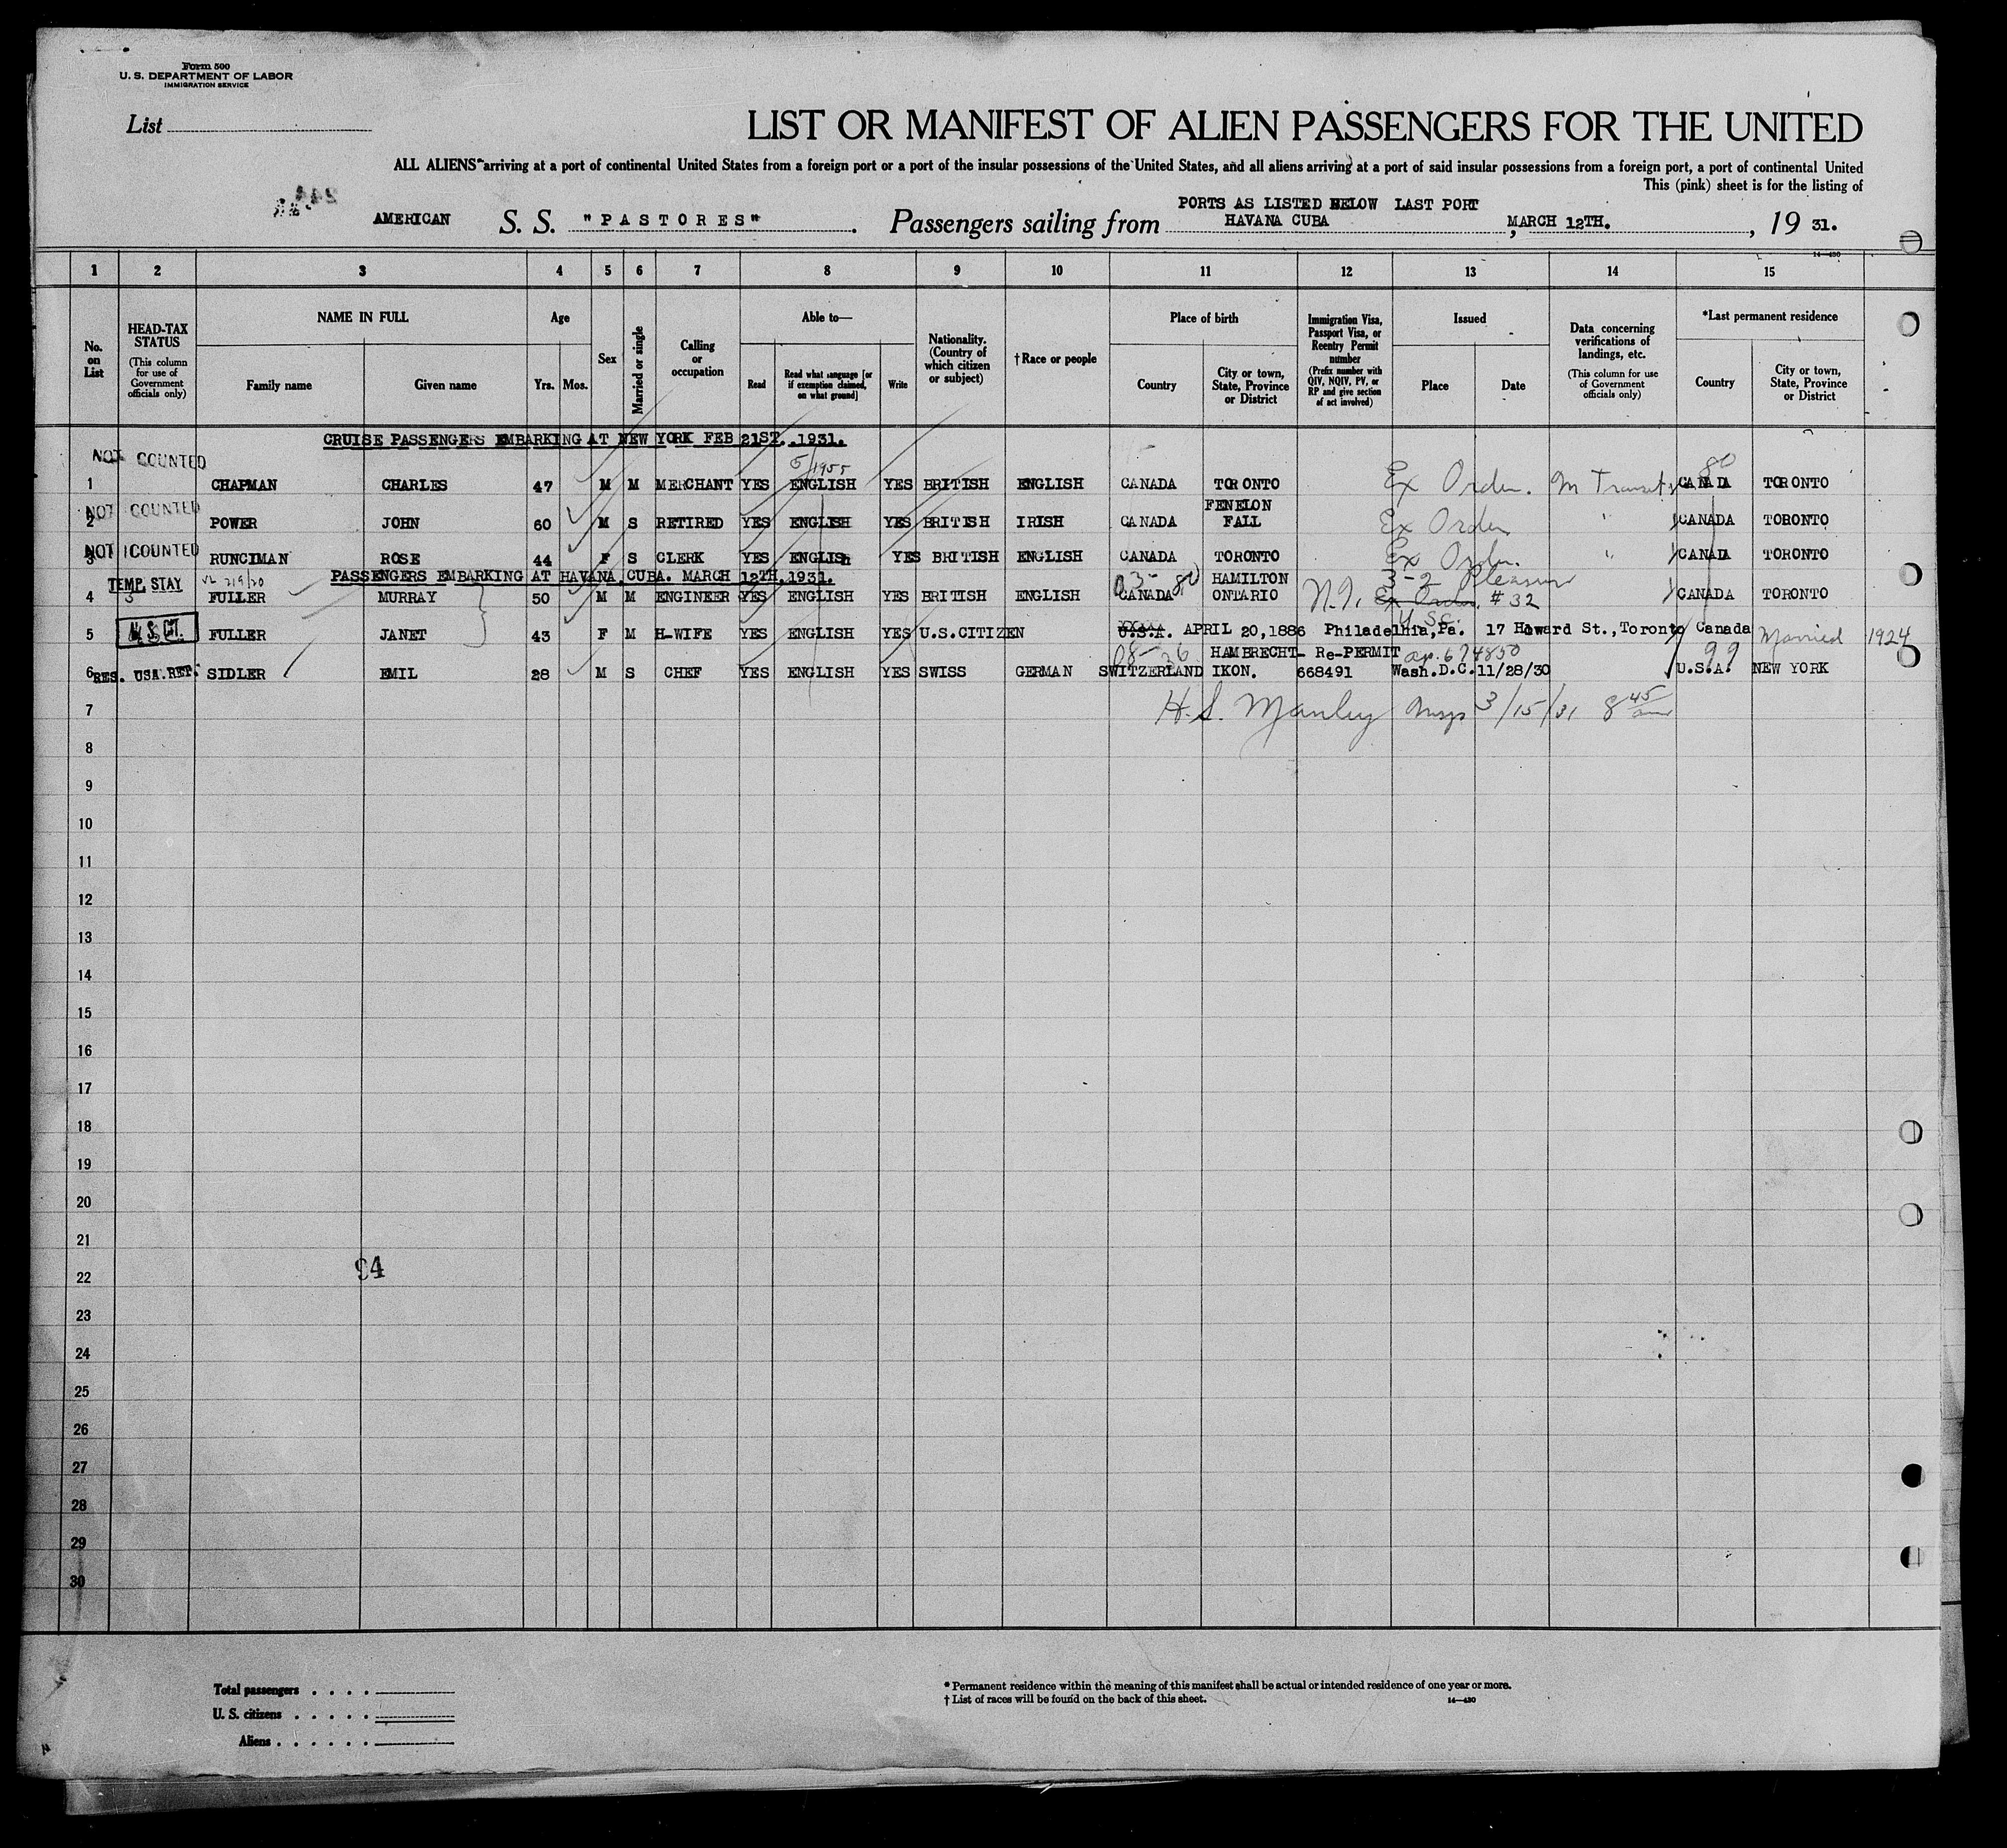 Form 500
U. S. DEPARTMENT OF LABOR
IMMIGRATION SERVICE
List
LIST OR MANIFEST OF ALIEN PASSENGERS FOR THE UNITED
ALL ALIENS arriving at a port of continental United States from a foreign port or a port of the insular possessions of the United States, and all aliens arriving at a port of said insular possessions from a foreign port, a port of continental United
This (pink) sheet is for the listing of
PORTS AS LISTED BELOW LAST PORT
AMERICAN S. S. "PASTORES". Passengers sailing from HAVANA CUBA, MARCH 12TH., 19 31.
14—430
1 2 3 4 5 6 7 8 9 10 11 12 13 14 15
No. on List
HEAD-TAX STATUS (This column for use of Government officials only)
NAME IN FULL
Family name Given name
Age
Yrs. Mos.
Sex
Married or single
Calling or occupation
Able to—
Read
Read what language [or if exemption claimed, on what ground]
Write
Nationality. (Country of which citizen or subject)
† Race or people
Place of birth
Country
City or town, State, Province or District
Immigration Visa, Passport Visa, or Reentry Permit number (Prefix number with QIV, NQIV, PV, or RP and give section of act involved)
Issued
Place Date
Data concerning verifications of landings, etc. (This column for use of Government officials only)
*Last permanent residence
Country
City or town, State, Province or District
CRUISE PASSENGERS EMBARKING AT NEW YORK FEB 21ST. 1931.
NOT COUNTED 5/1955 80
1 CHAPMAN CHARLES 47 M M MERCHANT YES ENGLISH YES BRITISH ENGLISH CANADA TORONTO Ex Order. In Transit CANADA TORONTO
NOT COUNTED FENELON
2 POWER JOHN 60 M S RETIRED YES ENGLISH YES BRITISH IRISH CANADA FALL Ex Order " CANADA TORONTO
NOT COUNTED
3 RUNCIMAN ROSE 44 F S CLERK YES ENGLISh YES BRITISH ENGLISH CANADA TORONTO Ex Order. " CANADA TORONTO
PASSENGERS EMBARKING AT HAVANA CUBA. MARCH 12TH, 1931.
TEMP. STAY HAMILTON 3-2 Pleasure
4 3 FULLER MURRAY 50 M M ENGINEER YES ENGLISH YES BRITISH ENGLISH CANADA ONTARIO N.I. Ex Order. #32 CANADA TORONTO
U.S.C.
5 U.S.CT. FULLER JANET 43 F M H-WIFE YES ENGLISH YES U.S.CITIZEN U.S.A. APRIL 20,1886 Philadelhia,Pa. 17 Howard St.,Toronto Canada Married 1924
HAMBRECHT- Re-PERMIT 674850 99
6 RES. USA.RET. SIDLER EMIL 28 M S CHEF YES ENGLISH YES SWISS GERMAN SWITZERLAND IKON. 668491 Wash.D.C. 11/28/30 U.S.A. NEW YORK
7 H. S. Manley Insp 3/15/31 8 45 am
8
9
10
11
12
13
14
15
16
17
18
19
20
21
94
22
23
24
25
26
27
28
29
30
Total passengers
U. S. citizens
Aliens
* Permanent residence within the meaning of this manifest shall be actual or intended residence of one year or more.
† List of races will be found on the back of this sheet. 14—430